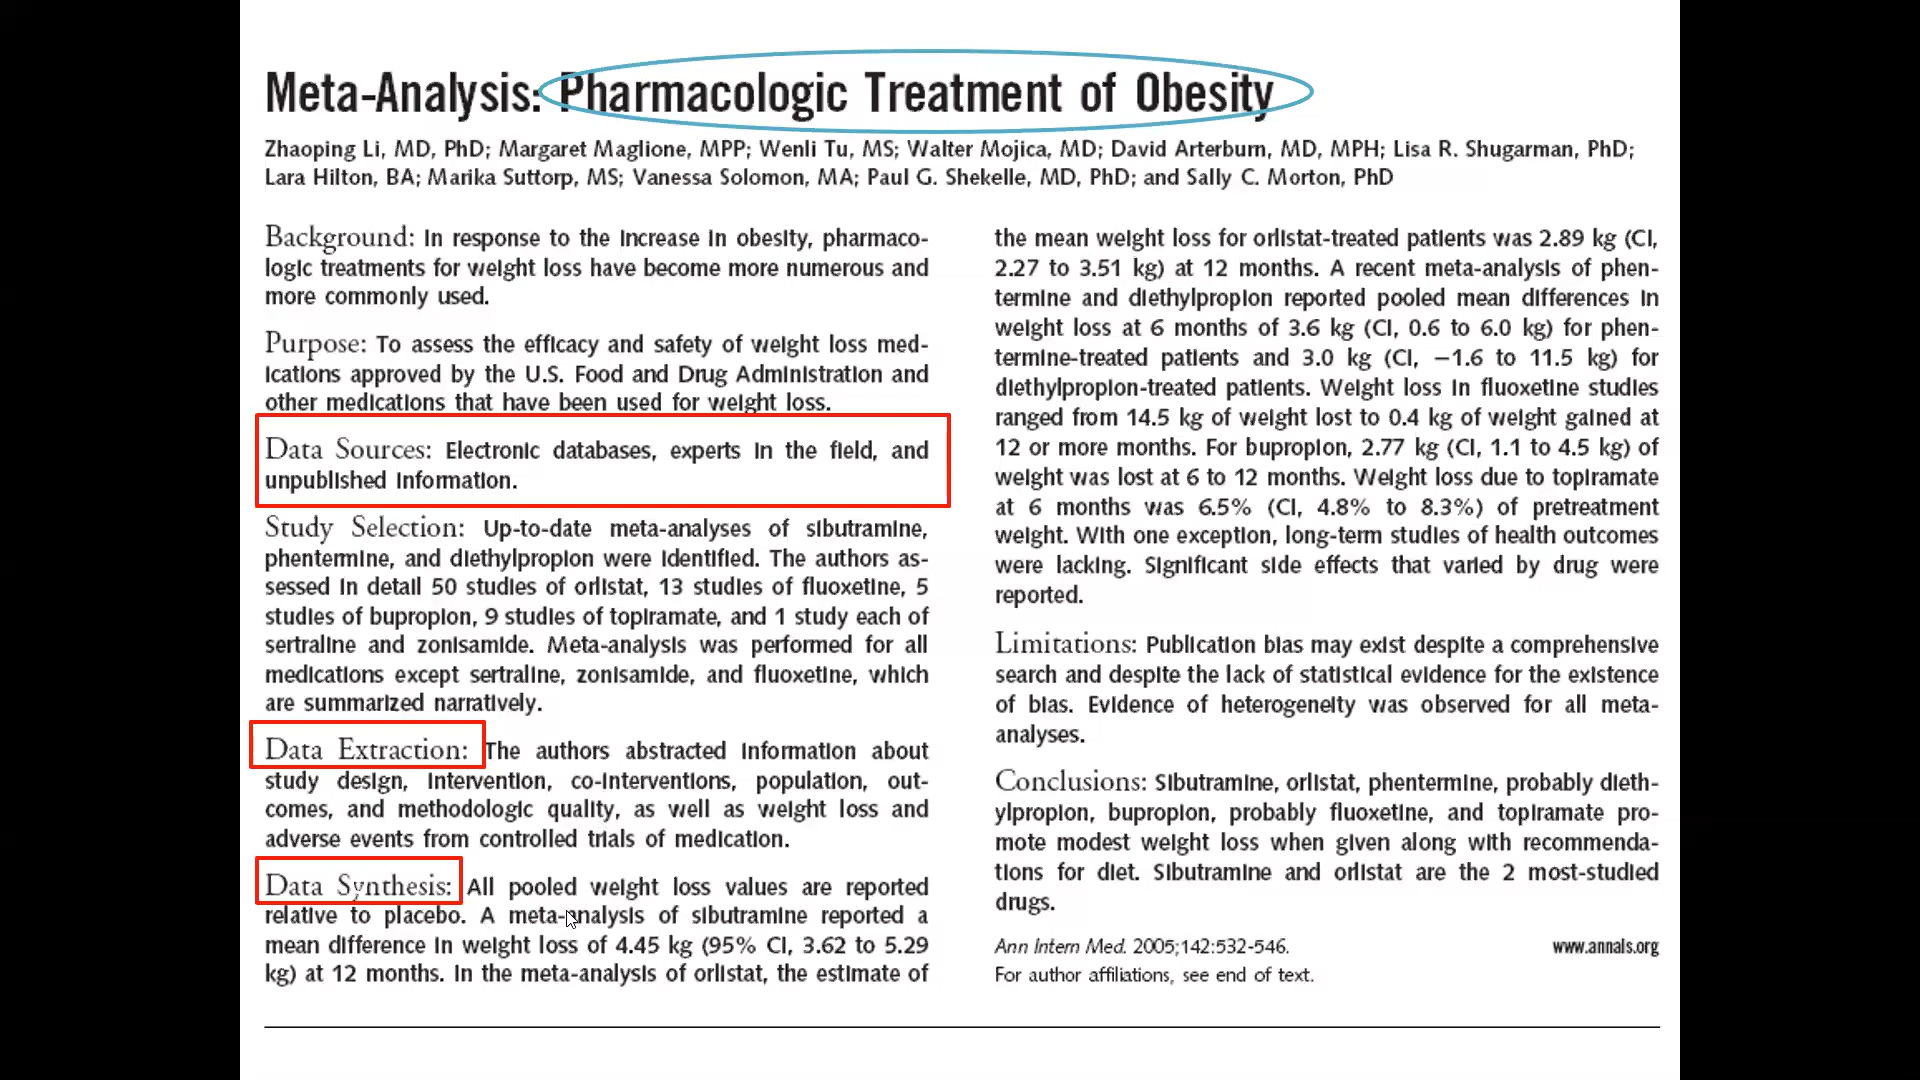 Meta-Analysis: Pharmacologic Treatment of Obesity
Zhaoping Li, MD, PhD; Margaret Maglione, MPP; Wenli Tu, MS; Walter Mojica, MD; David Arterburn, MD, MPH; Lisa R. Shugarman, PhD;
Lara Hilton, BA; Marika Suttorp, MS; Vanessa Solomon, MA; Paul G. Shekelle, MD, PhD; and Sally C. Morton, PhD
Background: In response to the increase in obesity, pharmaco-
logic treatments for weight loss have become more numerous and
more commonly used.
Purpose: To assess the efficacy and safety of weight loss med-
ications approved by the U.S. Food and Drug Administration and
other medications that have been used for weight loss.
Data Sources: Electronic databases, experts in the field, and
unpublished information.
Study Selection: Up-to-date meta-analyses of sibutramine,
phentermine, and diethylpropion were identified. The authors as-
sessed in detail 50 studies of orlistat, 13 studies of fluoxetine, 5
studies of bupropion, 9 studies of topiramate, and 1 study each of
sertraline and zonisamide. Meta-analysis was performed for all
medications except sertraline, zonisamide, and fluoxetine, which
are summarized narratively.
Data Extraction: The authors abstracted information about
study design, intervention, co-interventions, population, out-
comes, and methodologic quality, as well as weight loss and
adverse events from controlled trials of medication.
Data Synthesis: All pooled weight loss values are reported
relative to placebo. A meta-analysis of sibutramine reported a
mean difference in weight loss of 4.45 kg (95% CI, 3.62 to 5.29
kg) at 12 months. In the meta-analysis of orlistat, the estimate of
the mean weight loss for orlistat-treated patients was 2.89 kg (CI,
2.27 to 3.51 kg) at 12 months. A recent meta-analysis of phen-
termine and diethylpropion reported pooled mean differences in
weight loss at 6 months of 3.6 kg (CI, 0.6 to 6.0 kg) for phen-
termine-treated patients and 3.0 kg (CI, −1.6 to 11.5 kg) for
diethylpropion-treated patients. Weight loss in fluoxetine studies
ranged from 14.5 kg of weight lost to 0.4 kg of weight gained at
12 or more months. For bupropion, 2.77 kg (CI, 1.1 to 4.5 kg) of
weight was lost at 6 to 12 months. Weight loss due to topiramate
at 6 months was 6.5% (CI, 4.8% to 8.3%) of pretreatment
weight. With one exception, long-term studies of health outcomes
were lacking. Significant side effects that varied by drug were
reported.
Limitations: Publication bias may exist despite a comprehensive
search and despite the lack of statistical evidence for the existence
of bias. Evidence of heterogeneity was observed for all meta-
analyses.
Conclusions: Sibutramine, orlistat, phentermine, probably dieth-
ylpropion, bupropion, probably fluoxetine, and topiramate pro-
mote modest weight loss when given along with recommenda-
tions for diet. Sibutramine and orlistat are the 2 most-studied
drugs.
Ann Intern Med. 2005;142:532-546. www.annals.org
For author affiliations, see end of text.